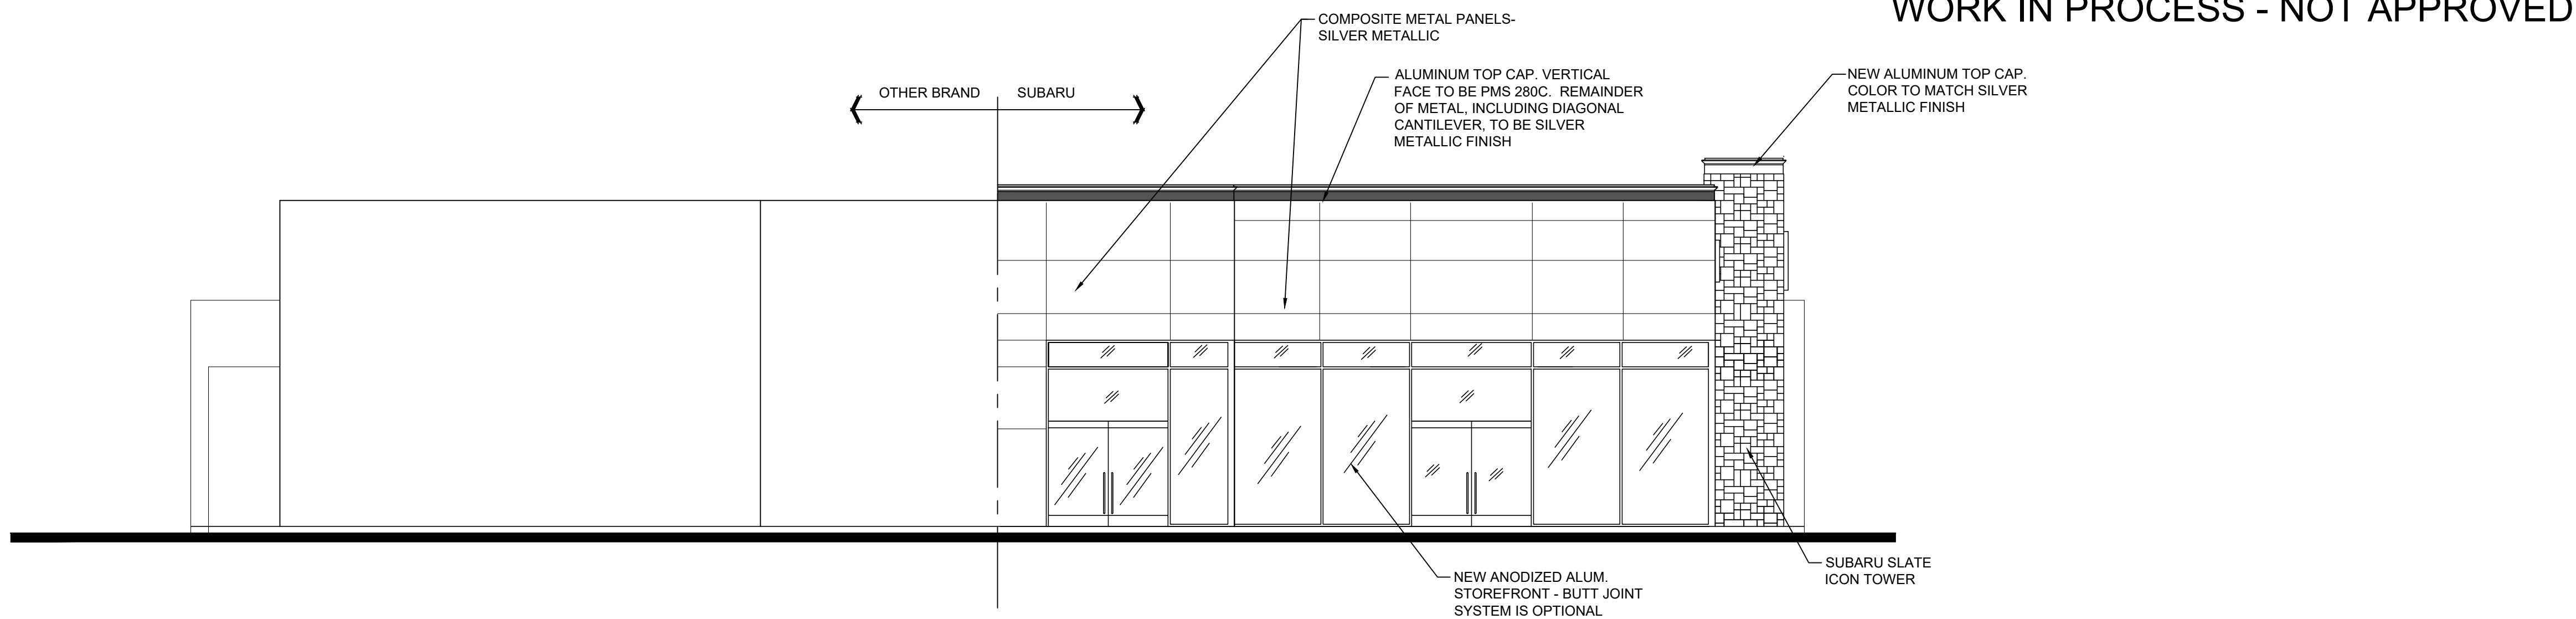 WORK IN PROCESS - NOT APPROVED
COMPOSITE METAL PANELS-
SILVER METALLIC
OTHER BRAND
SUBARU
ALUMINUM TOP CAP. VERTICAL
FACE TO BE PMS 280C. REMAINDER
OF METAL, INCLUDING DIAGONAL
CANTILEVER, TO BE SILVER
METALLIC FINISH
NEW ALUMINUM TOP CAP.
COLOR TO MATCH SILVER
METALLIC FINISH
NEW ANODIZED ALUM.
STOREFRONT - BUTT JOINT
SYSTEM IS OPTIONAL
SUBARU SLATE
ICON TOWER